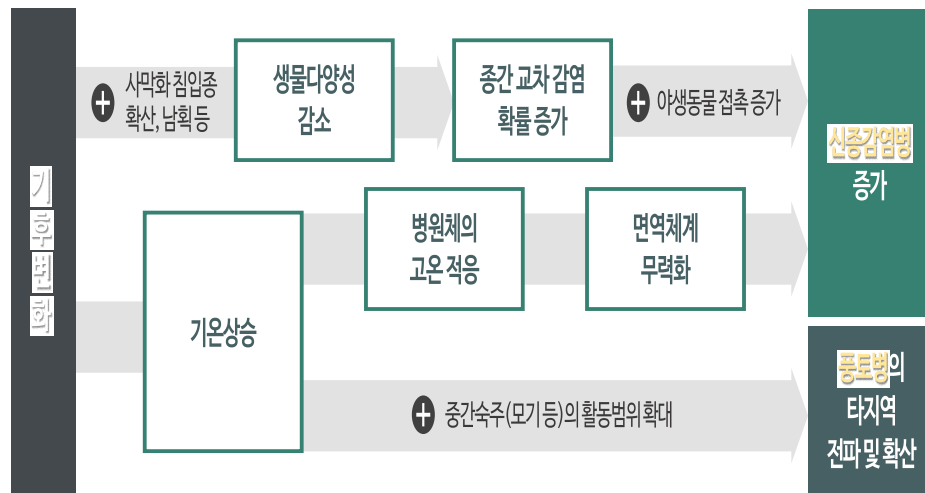 기
후
변
화
사막화 침입종
확산, 남획 등
생물다양성
감소
종간 교차 감염
확률 증가
야생동물 접촉 증가
신종감염병
증가
기온상승
병원체의
고온 적응
면역체계
무력화
중간숙주(모기 등)의 활동범위 확대
풍토병의
타지역
전파 및 확산